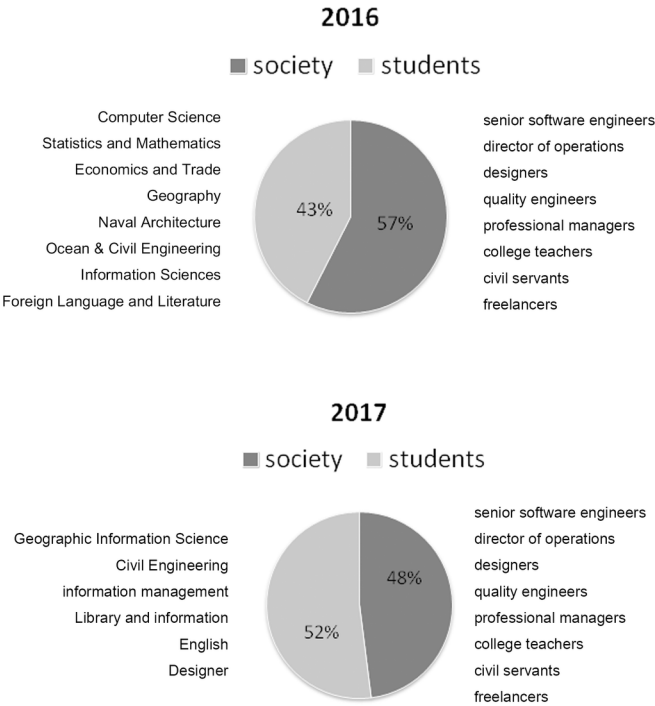 2016
society students
Computer Science
Statistics and Mathematics
Economics and Trade
Geography
Naval Architecture
Ocean & Civil Engineering
Information Sciences
Foreign Language and Literature
43%
57%
senior software engineers
director of operations
designers
quality engineers
professional managers
college teachers
civil servants
freelancers
2017
society students
Geographic Information Science
Civil Engineering
information management
Library and information
English
Designer
52%
48%
senior software engineers
director of operations
designers
quality engineers
professional managers
college teachers
civil servants
freelancers